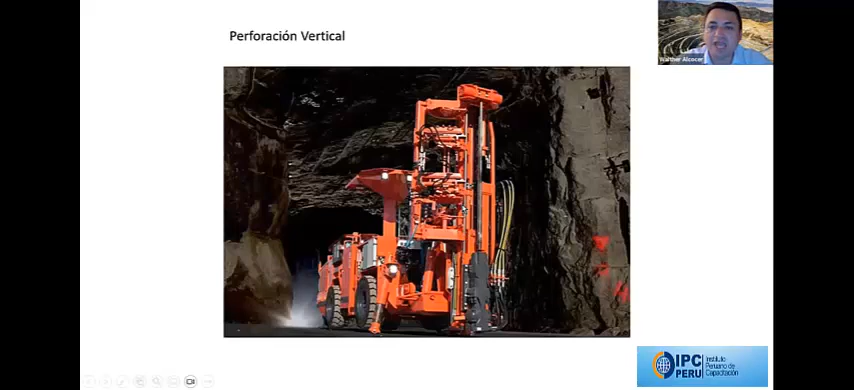 Perforación Vertical
Walther Alcocer
IPC
PERU
Instituto
Peruano de
Capacitación